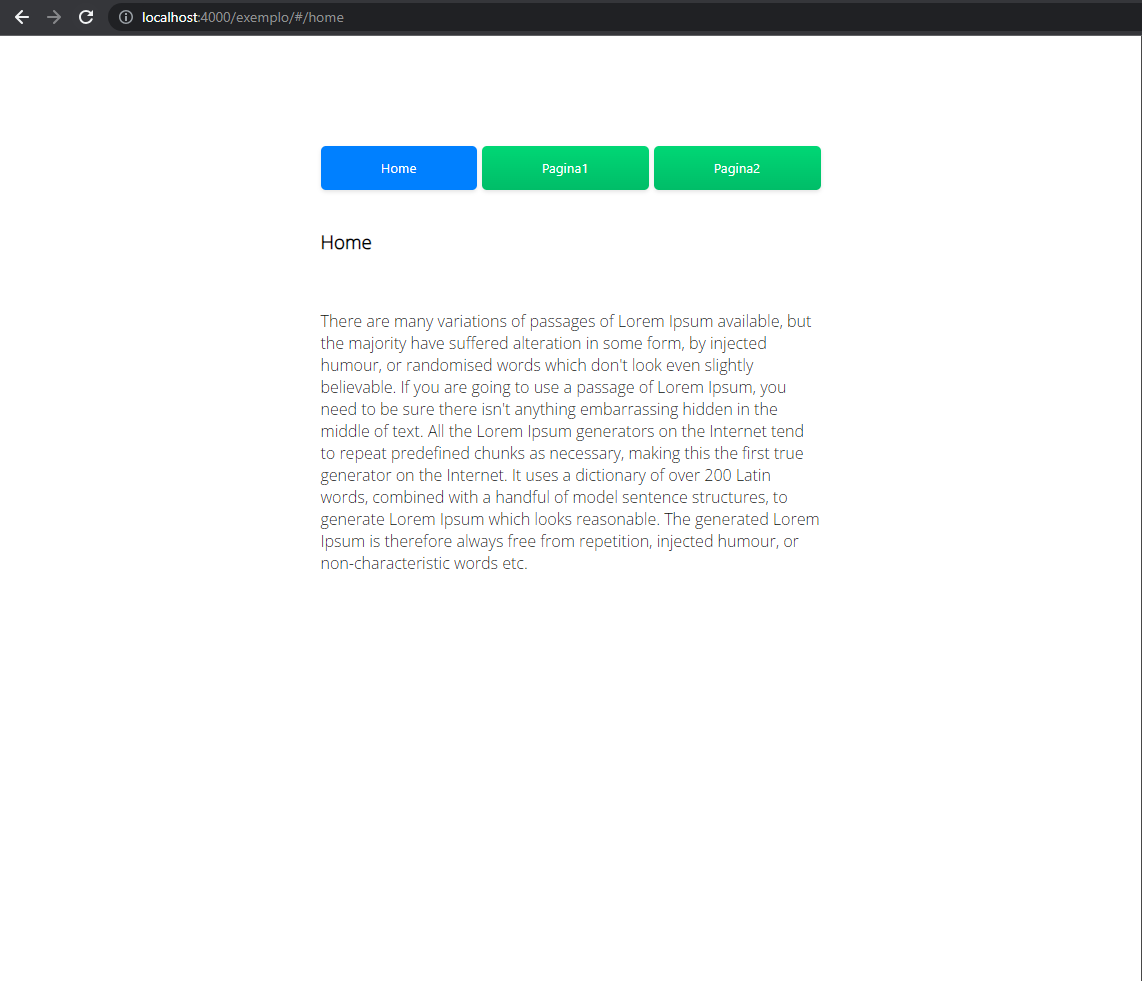 localhost:4000/exemplo/#/home
Home Pagina1 Pagina2
Home
There are many variations of passages of Lorem Ipsum available, but
the majority have suffered alteration in some form, by injected
humour, or randomised words which don't look even slightly
believable. If you are going to use a passage of Lorem Ipsum, you
need to be sure there isn't anything embarrassing hidden in the
middle of text. All the Lorem Ipsum generators on the Internet tend
to repeat predefined chunks as necessary, making this the first true
generator on the Internet. It uses a dictionary of over 200 Latin
words, combined with a handful of model sentence structures, to
generate Lorem Ipsum which looks reasonable. The generated Lorem
Ipsum is therefore always free from repetition, injected humour, or
non-characteristic words etc.